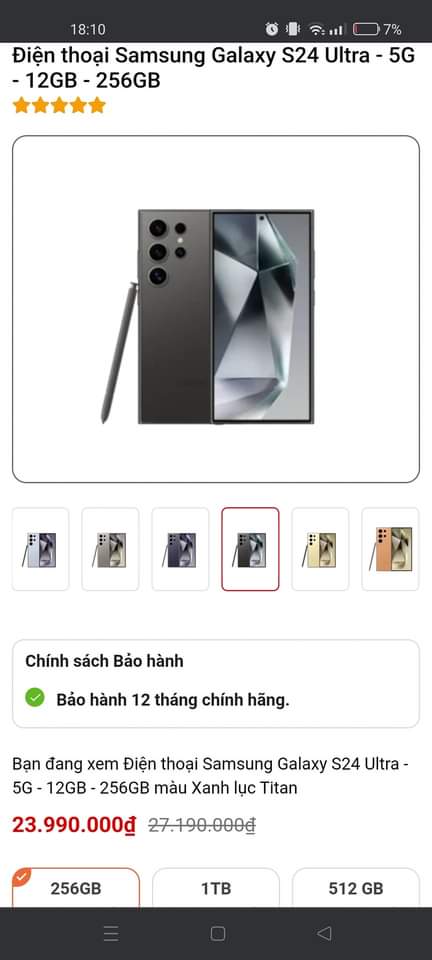 18:10
7%
Điện thoại Samsung Galaxy S24 Ultra - 5G
- 12GB - 256GB
Chính sách Bảo hành
Bảo hành 12 tháng chính hãng.
Bạn đang xem Điện thoại Samsung Galaxy S24 Ultra -
5G - 12GB - 256GB màu Xanh lục Titan
23.990.000₫ 27.190.000₫
256GB
1TB
512 GB